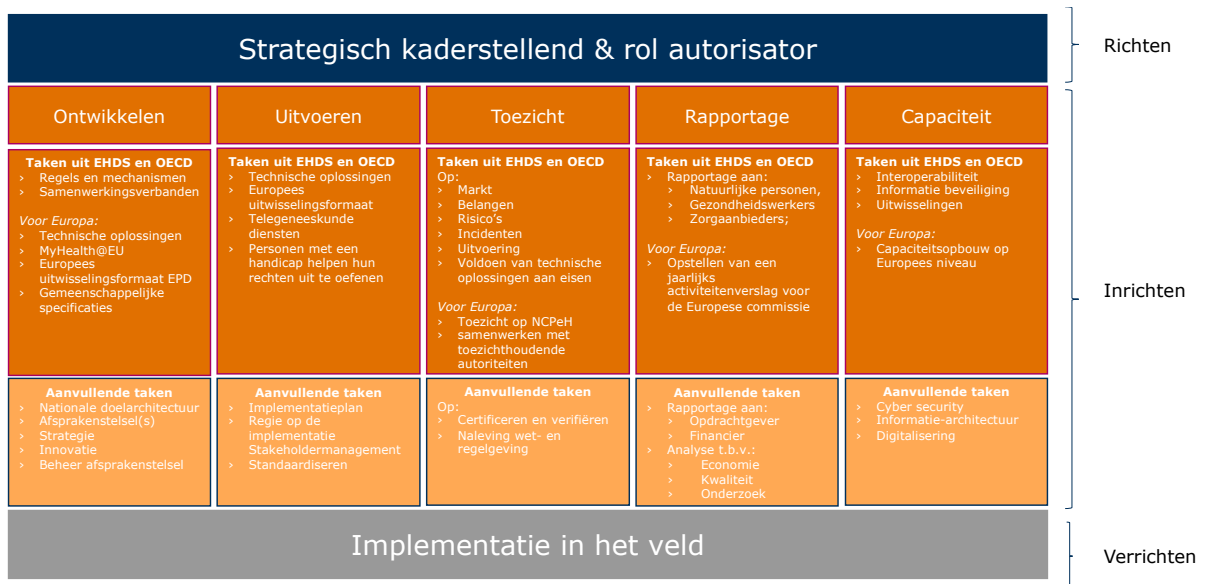 Strategisch kaderstellend & rol autorisator
Richten
Ontwikkelen
Uitvoeren
Toezicht
Rapportage
Capaciteit
Taken uit EHDS en OECD
› Regels en mechanismen
› Samenwerkingsverbanden
Voor Europa:
› Technische oplossingen
› MyHealth@EU
› Europees
uitwisselingsformaat EPD
› Gemeenschappelijke
specificaties
Taken uit EHDS en OECD
› Technische oplossingen
› Europees
uitwisselingsformaat
› Telegeneeskunde
diensten
› Personen met een
handicap helpen hun
rechten uit te oefenen
Taken uit EHDS en OECD
Op:
› Markt
› Belangen
› Risico's
› Incidenten
› Uitvoering
› Voldoen van technische
oplossingen aan eisen
Voor Europa:
› Toezicht op NCPeH
› samenwerken met
toezichthoudende
autoriteiten
Taken uit EHDS en OECD
› Rapportage aan:
› Natuurlijke personen,
› Gezondheidswerkers
› Zorgaanbieders;
Voor Europa:
› Opstellen van een
jaarlijks
activiteitenverslag voor
de Europese commissie
Taken uit EHDS en OECD
› Interoperabiliteit
› Informatie beveiliging
› Uitwisselingen
Voor Europa:
› Capaciteitsopbouw op
Europees niveau
Inrichten
Aanvullende taken
› Nationale doelarchitectuur
› Afsprakenstelsel(s)
› Strategie
› Innovatie
› Beheer afsprakenstelsel
Aanvullende taken
› Implementatieplan
› Regie op de
implementatie
Stakeholdermanagement
› Standaardiseren
Aanvullende taken
Op:
› Certificeren en verifiëren
› Naleving wet- en
regelgeving
Aanvullende taken
› Rapportage aan:
› Opdrachtgever
› Financier
› Analyse t.b.v.:
› Economie
› Kwaliteit
› Onderzoek
Aanvullende taken
› Cyber security
› Informatie-architectuur
› Digitalisering
Implementatie in het veld
Verrichten